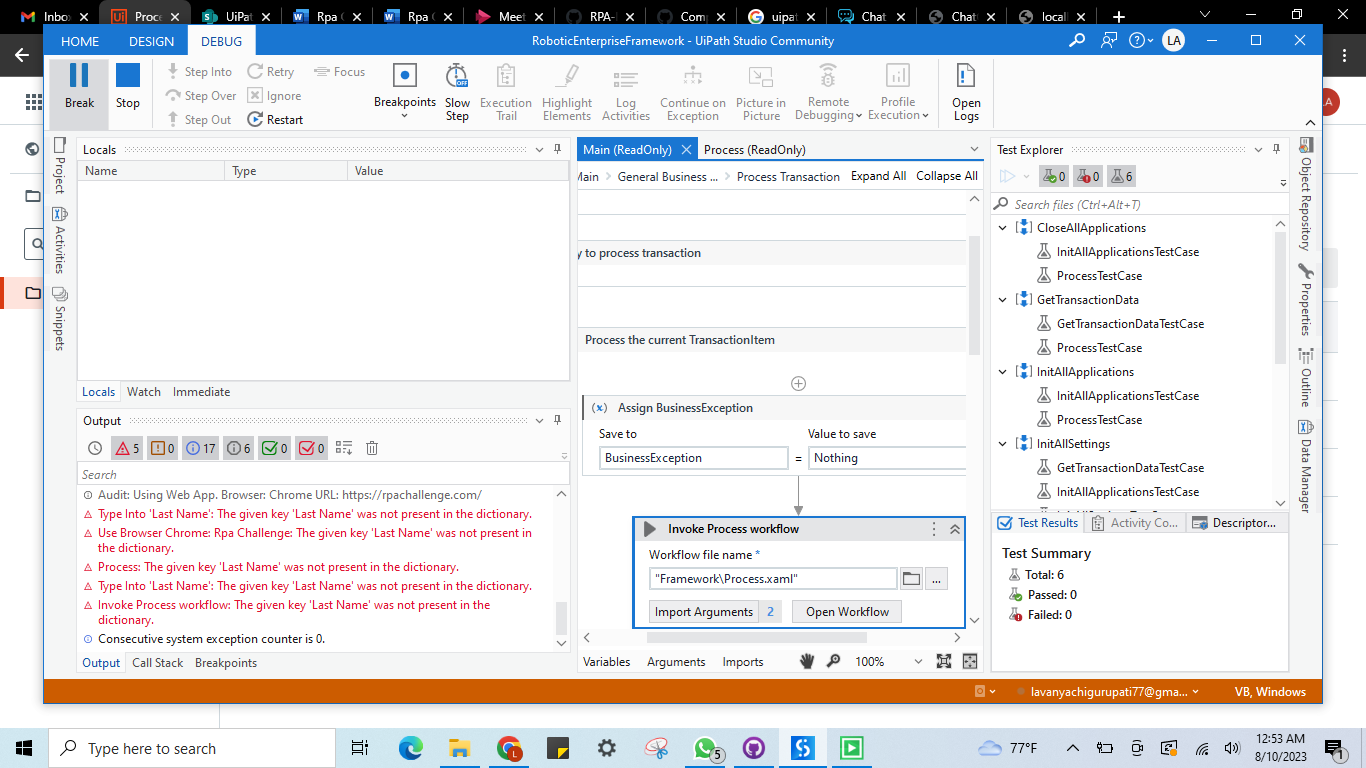 Inbo
Proce
UiPat
Rpa C
Rpa C
Meet
RPA-
Com
uipat
Chat
Chat
local
HOME
DESIGN
DEBUG
RoboticEnterpriseFramework - UiPath Studio Community
LA
Break
Stop
Step Into
Step Over
Step Out
Retry
Ignore
Restart
Focus
Breakpoints
Slow Step
Execution Trail
Highlight Elements
Log Activities
Continue on Exception
Picture in Picture
Remote Debugging
Profile Execution
Open Logs
Project
Activities
Snippets
Locals
Name Type Value
Locals Watch Immediate
Output
5 0 17 6 0 0
Search
Audit: Using Web App. Browser: Chrome URL: https://rpachallenge.com/
Type Into 'Last Name': The given key 'Last Name' was not present in the dictionary.
Use Browser Chrome: Rpa Challenge: The given key 'Last Name' was not present in
the dictionary.
Process: The given key 'Last Name' was not present in the dictionary.
Type Into 'Last Name': The given key 'Last Name' was not present in the dictionary.
Invoke Process workflow: The given key 'Last Name' was not present in the
dictionary.
Consecutive system exception counter is 0.
Output Call Stack Breakpoints
Main (ReadOnly)
Process (ReadOnly)
Main > General Business ... > Process Transaction Expand All Collapse All
y to process transaction
Process the current TransactionItem
Assign BusinessException
Save to Value to save
BusinessException = Nothing
Invoke Process workflow
Workflow file name *
"Framework\Process.xaml"
...
Import Arguments 2 Open Workflow
Variables Arguments Imports 100%
Test Explorer
0 0 6
Search files (Ctrl+Alt+T)
CloseAllApplications
InitAllApplicationsTestCase
ProcessTestCase
GetTransactionData
GetTransactionDataTestCase
ProcessTestCase
InitAllApplications
InitAllApplicationsTestCase
ProcessTestCase
InitAllSettings
GetTransactionDataTestCase
InitAllApplicationsTestCase
Test Results Activity Co... Descriptor...
Test Summary
Total: 6
Passed: 0
Failed: 0
Object Repository
Properties
Outline
Data Manager
lavanyachigurupati77@gma... VB, Windows
Type here to search
5
77°F
12:53 AM
8/10/2023
1